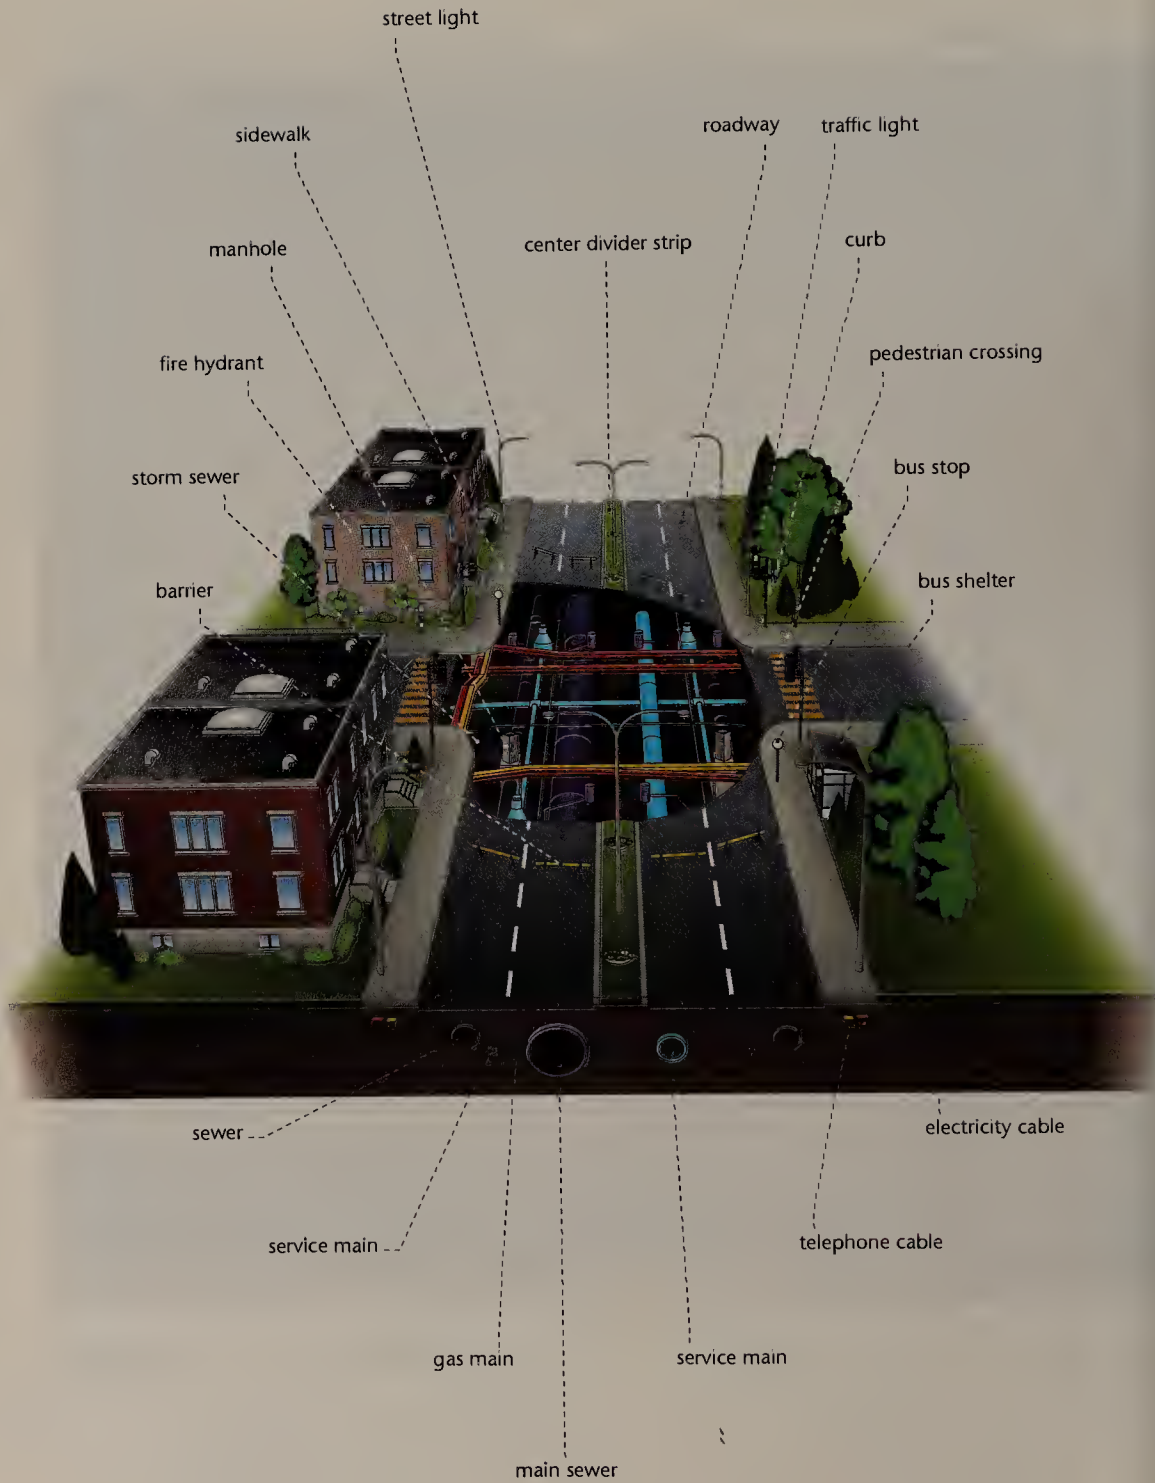 street light
sidewalk
roadway
traffic light
manhole
center divider strip
curb
fire hydrant
pedestrian crossing
storm sewer
bus stop
barrier
bus shelter
sewer
electricity cable
service main
telephone cable
gas main
service main
main sewer